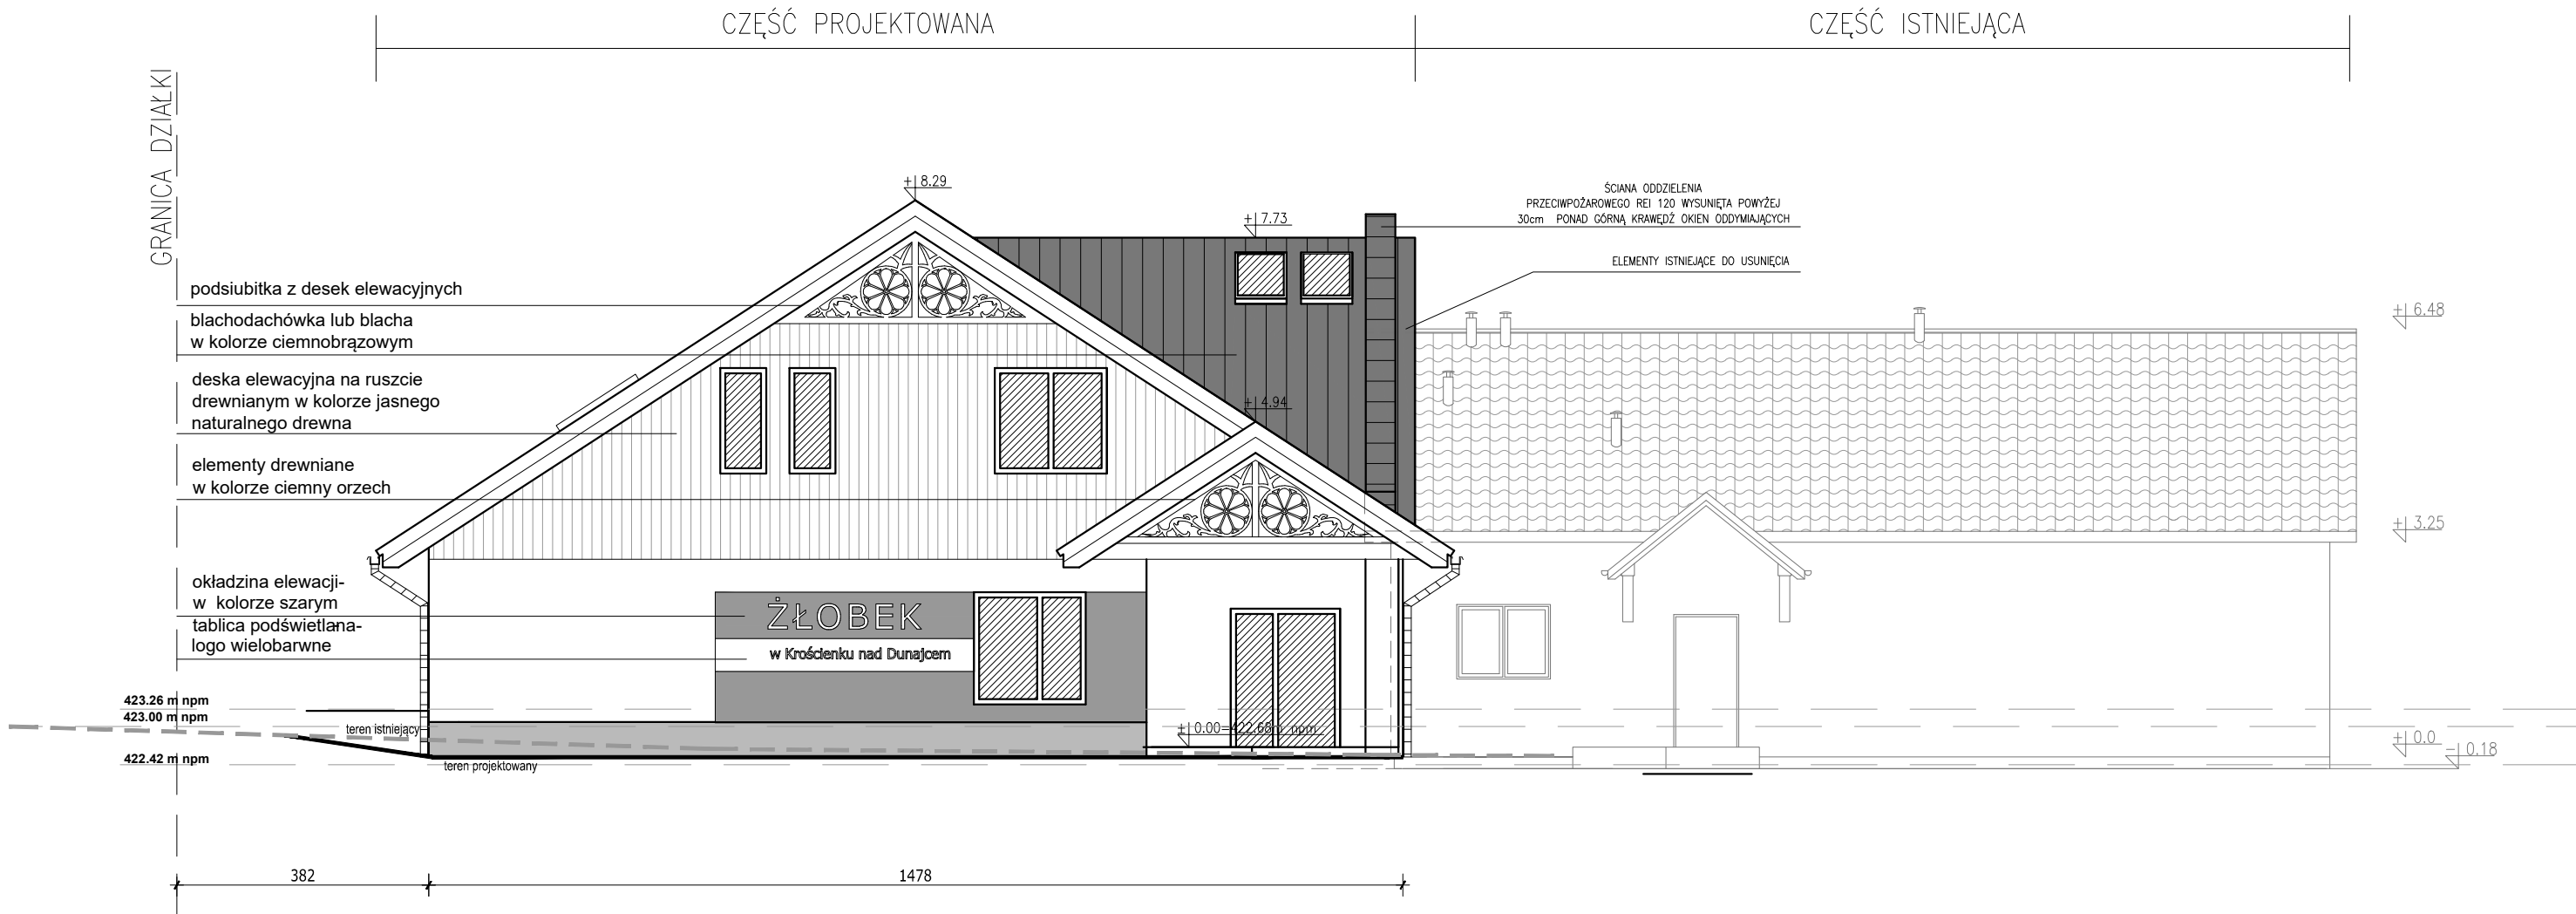 CZĘŚĆ PROJEKTOWANA
CZĘŚĆ ISTNIEJĄCA
GRANICA DZIAŁKI
+ 8.29
+ 7.73
ŚCIANA ODDZIELENIA
PRZECIWPOŻAROWEGO REI 120 WYSUNIĘTA POWYŻEJ
30cm PONAD GÓRNĄ KRAWĘDŹ OKIEN ODDYMIAJĄCYCH
ELEMENTY ISTNIEJĄCE DO USUNIĘCIA
podsiubitka z desek elewacyjnych
blachodachówka lub blacha
w kolorze ciemnobrązowym
+ 6.48
deska elewacyjna na ruszcie
drewnianym w kolorze jasnego
naturalnego drewna
+ 4.94
elementy drewniane
w kolorze ciemny orzech
+ 3.25
okładzina elewacji-
w kolorze szarym
tablica podświetlana-
logo wielobarwne
ŻŁOBEK
w Krościenku nad Dunajcem
423.26 m npm
423.00 m npm
teren istniejący
+ 0.00=422.68m npm
+ 0.0
- 0.18
422.42 m npm
teren projektowany
382
1478